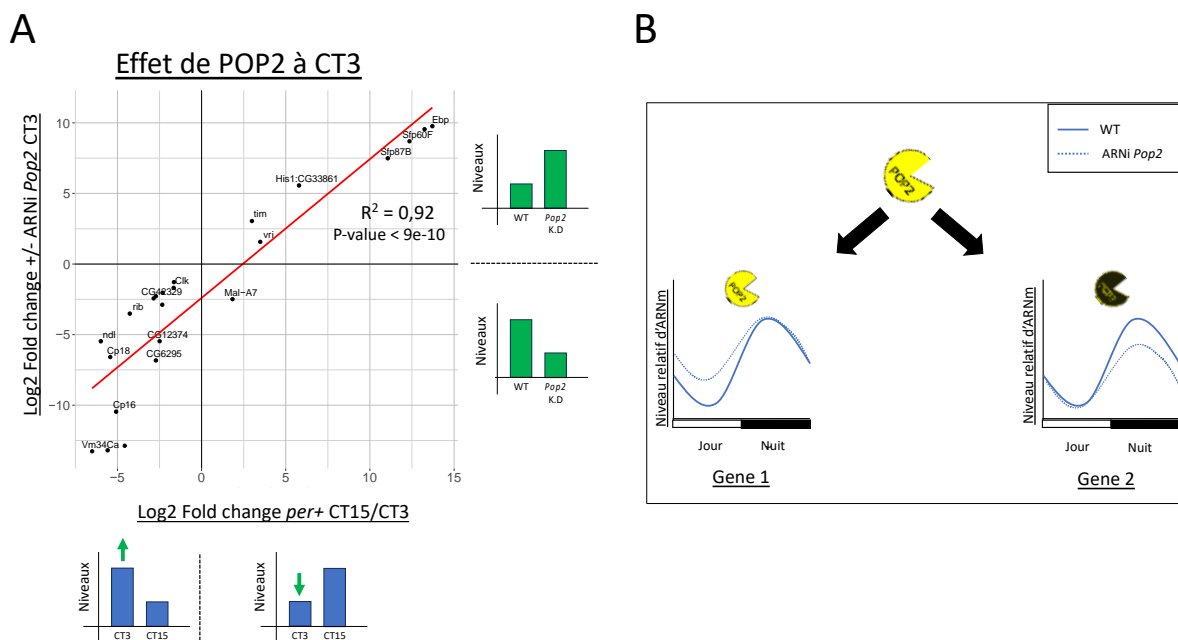 A
Effet de POP2 à CT3
Log2 Fold change +/- ARNi Pop2 CT3
10
5
0
−5
−10
Ebp
Sfp60F
Sfp87B
His1:CG33861
tim
vri
R² = 0,92
P-value < 9e-10
Clk
CG42329
Mal−A7
rib
ndl
CG12374
Cp18
CG6295
Cp16
Vm34Ca
−5
0
5
10
15
Log2 Fold change per+ CT15/CT3
Niveaux
WT
Pop2
K.D
Niveaux
WT
Pop2
K.D
Niveaux
CT3
CT15
Niveaux
CT3
CT15
B
WT
ARNi Pop2
POP2
POP2
Niveau relatif d'ARNm
Jour
Nuit
Gene 1
Niveau relatif d'ARNm
Jour
Nuit
Gene 2